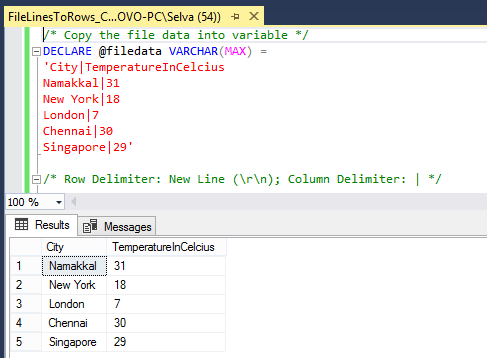 FileLinesToRows_C...OVO-PC\Selva (54))
/* Copy the file data into variable */
DECLARE @filedata VARCHAR(MAX) =
'City|TemperatureInCelcius
Namakkal|31
New York|18
London|7
Chennai|30
Singapore|29'
/* Row Delimiter: New Line (\r\n); Column Delimiter: | */
100 %
Results Messages
City TemperatureInCelcius
1 Namakkal 31
2 New York 18
3 London 7
4 Chennai 30
5 Singapore 29